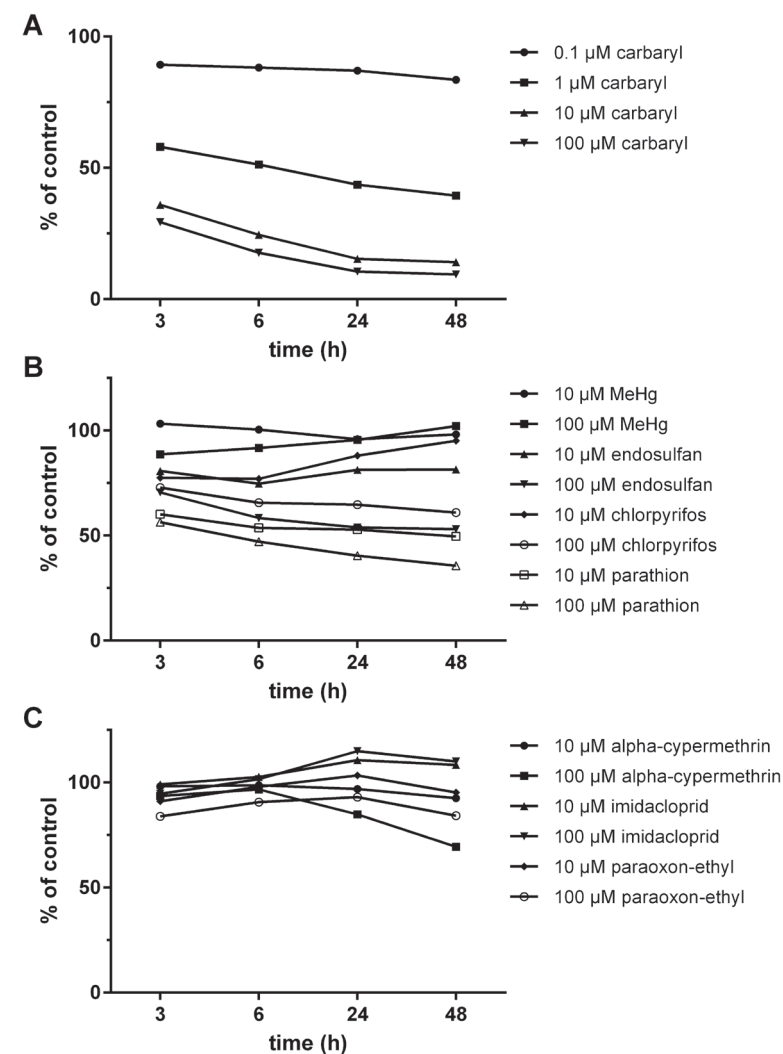 A
100
50
0
% of control
3 6 24 48
time (h)
0.1 µM carbaryl
1 µM carbaryl
10 µM carbaryl
100 µM carbaryl
B
100
50
0
% of control
3 6 24 48
time (h)
10 µM MeHg
100 µM MeHg
10 µM endosulfan
100 µM endosulfan
10 µM chlorpyrifos
100 µM chlorpyrifos
10 µM parathion
100 µM parathion
C
100
50
0
% of control
3 6 24 48
time (h)
10 µM alpha-cypermethrin
100 µM alpha-cypermethrin
10 µM imidacloprid
100 µM imidacloprid
10 µM paraoxon-ethyl
100 µM paraoxon-ethyl